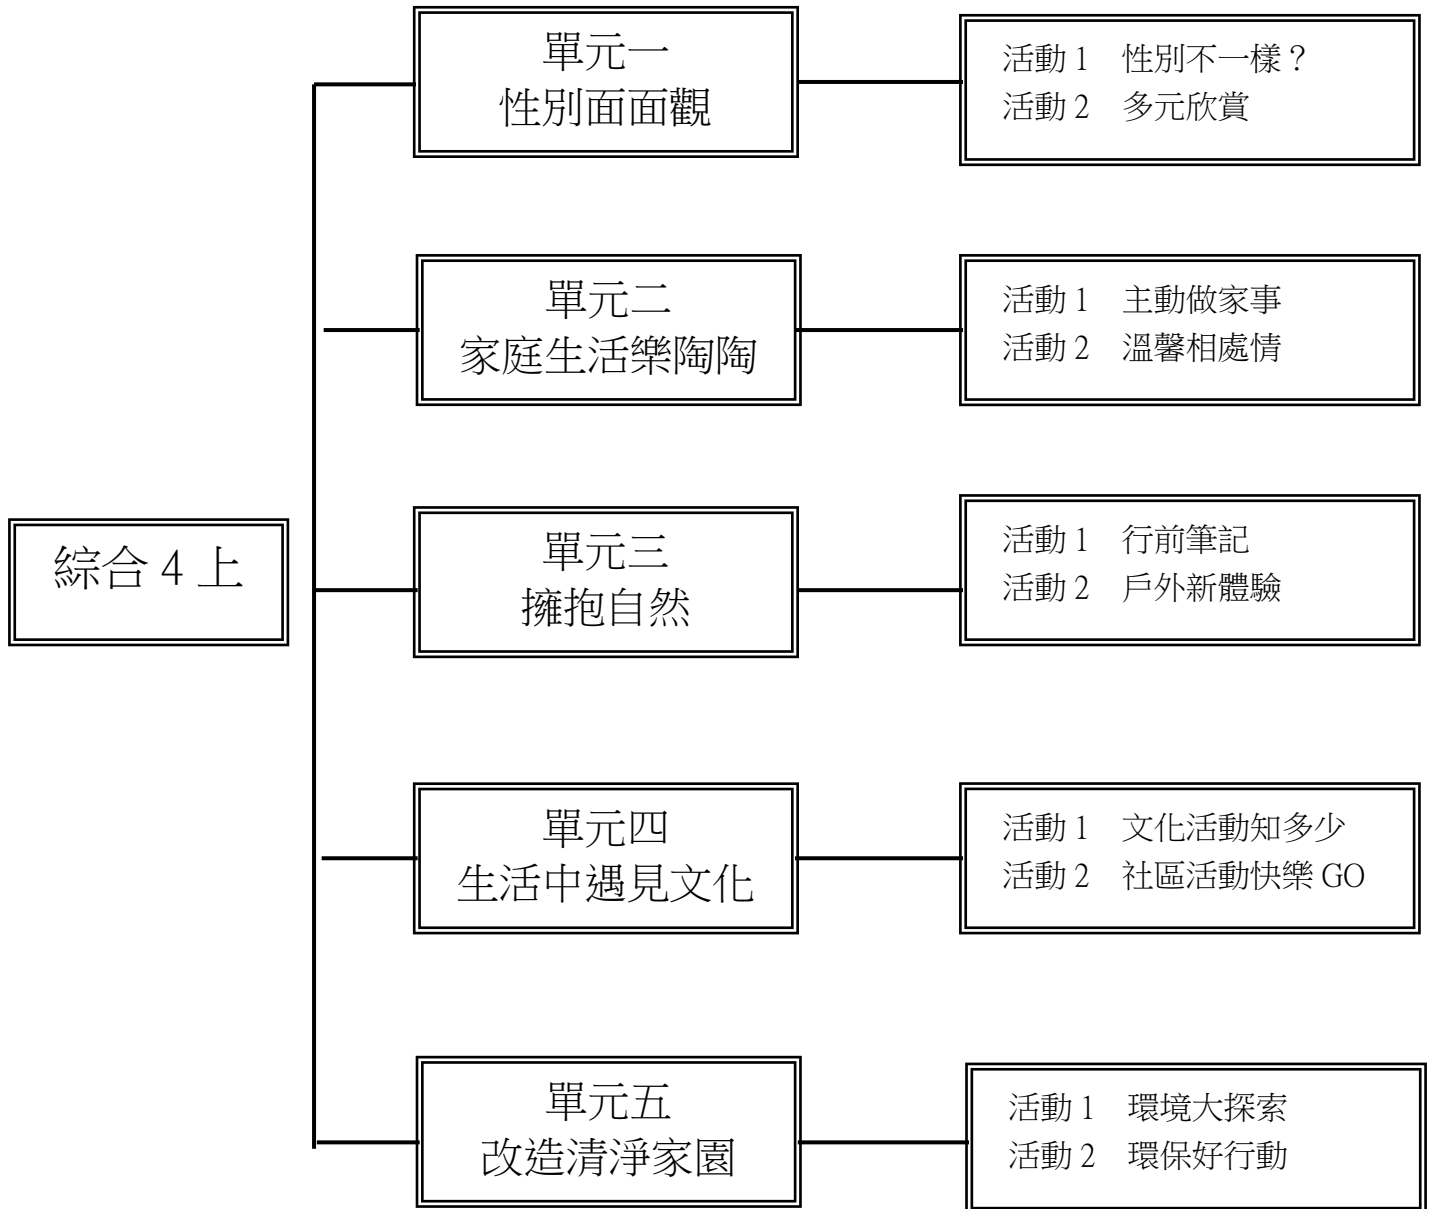 單元一
性別面面觀
活動 1　性別不一樣？
活動 2　多元欣賞
單元二
家庭生活樂陶陶
活動 1　主動做家事
活動 2　溫馨相處情
綜合 4 上
單元三
擁抱自然
活動 1　行前筆記
活動 2　戶外新體驗
單元四
生活中遇見文化
活動 1　文化活動知多少
活動 2　社區活動快樂 GO
單元五
改造清淨家園
活動 1　環境大探索
活動 2　環保好行動